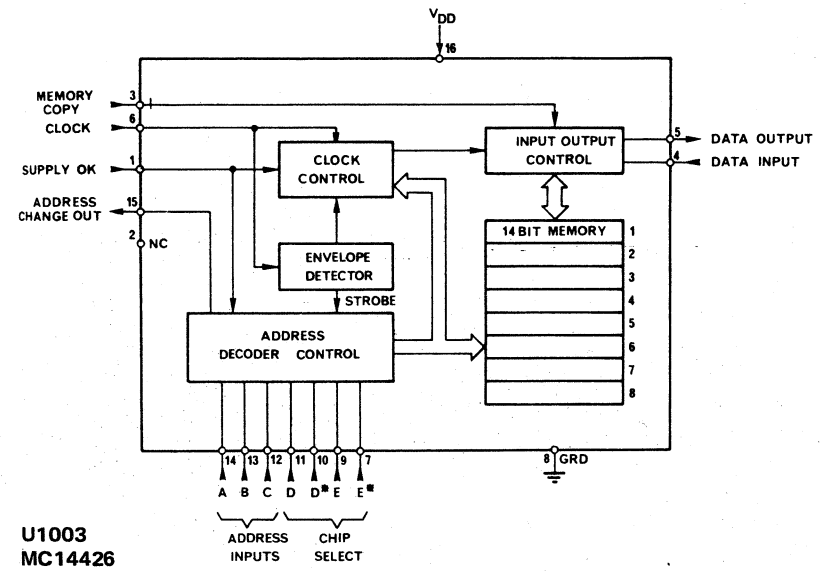 VDD
16
MEMORY COPY
3
CLOCK
6
SUPPLY OK
1
ADDRESS CHANGE OUT
15
2 NC
CLOCK CONTROL
INPUT OUTPUT CONTROL
5 DATA OUTPUT
4 DATA INPUT
ENVELOPE DETECTOR
STROBE
ADDRESS DECODER CONTROL
14 BIT MEMORY 1
2
3
4
5
6
7
8
14 13 12 11 10 9 7
A B C D D* E E*
8 GRD
ADDRESS INPUTS
CHIP SELECT
U1003
MC14426